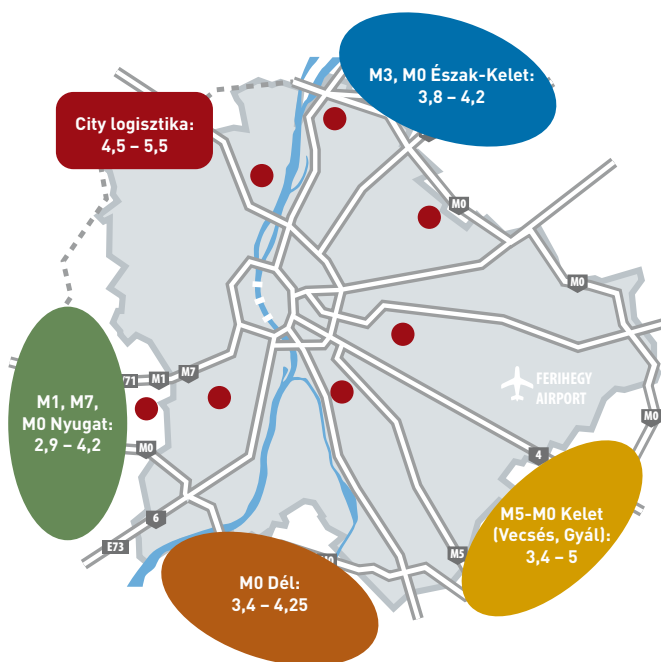 M3, M0 Észak-Kelet:
3,8 – 4,2
City logisztika:
4,5 – 5,5
M0
M0
M1, M7,
M0 Nyugat:
2,9 – 4,2
71
M1
M7
M0
FERIHEGY
AIRPORT
M0
4
6
E73
M5
M5-M0 Kelet
(Vecsés, Gyál):
3,4 – 5
M0 Dél:
3,4 – 4,25